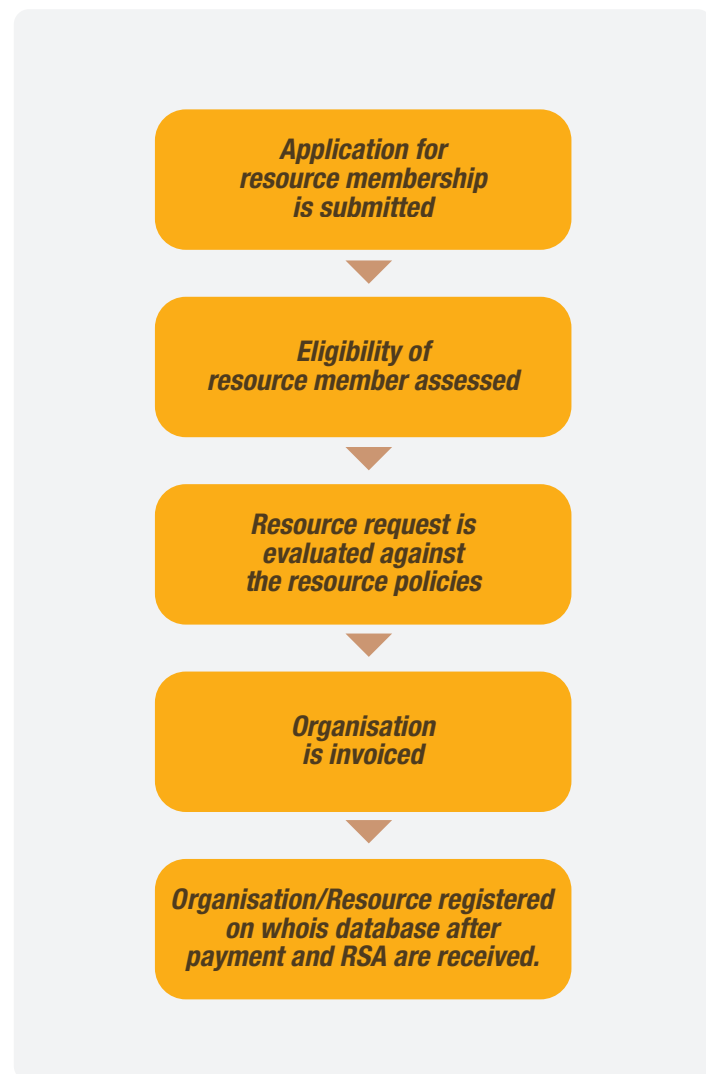 Application for
resource membership
is submitted
Eligibility of
resource member assessed
Resource request is
evaluated against
the resource policies
Organisation
is invoiced
Organisation/Resource registered
on whois database after
payment and RSA are received.